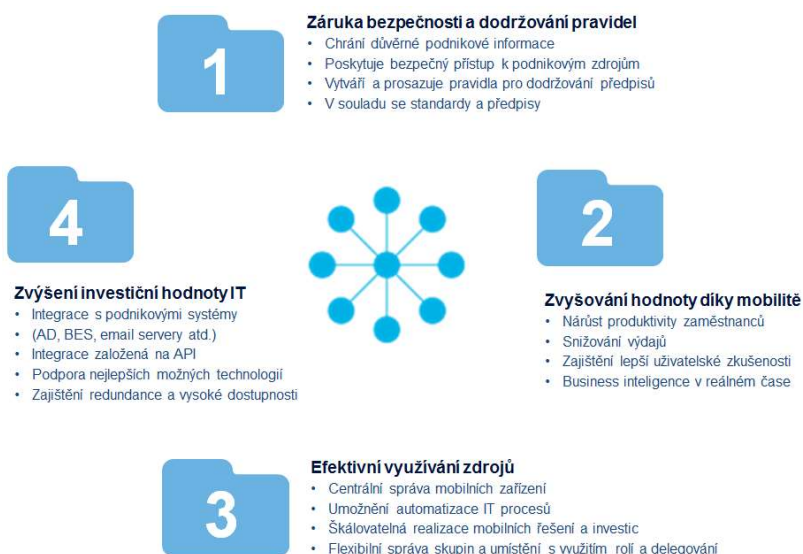 1
Záruka bezpečnosti a dodržování pravidel
• Chrání důvěrné podnikové informace
• Poskytuje bezpečný přístup k podnikovým zdrojům
• Vytváří a prosazuje pravidla pro dodržování předpisů
• V souladu se standardy a předpisy
2
Zvyšování hodnoty díky mobilitě
• Nárůst produktivity zaměstnanců
• Snižování výdajů
• Zajištění lepší uživatelské zkušenosti
• Business inteligence v reálném čase
3
Efektivní využívání zdrojů
• Centrální správa mobilních zařízení
• Umožnění automatizace IT procesů
• Škálovatelná realizace mobilních řešení a investic
• Flexibilní správa skupin a umístění s využitím rolí a delegování
4
Zvýšení investiční hodnoty IT
• Integrace s podnikovými systémy
• (AD, BES, email servery atd.)
• Integrace založená na API
• Podpora nejlepších možných technologií
• Zajištění redundance a vysoké dostupnosti